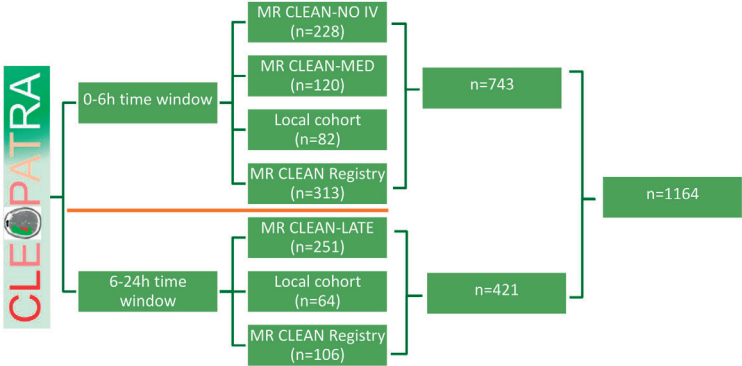 CLEOPATRA
0-6h time window
MR CLEAN-NO IV
(n=228)
MR CLEAN-MED
(n=120)
Local cohort
(n=82)
MR CLEAN Registry
(n=313)
n=743
n=1164
6-24h time
window
MR CLEAN-LATE
(n=251)
Local cohort
(n=64)
MR CLEAN Registry
(n=106)
n=421